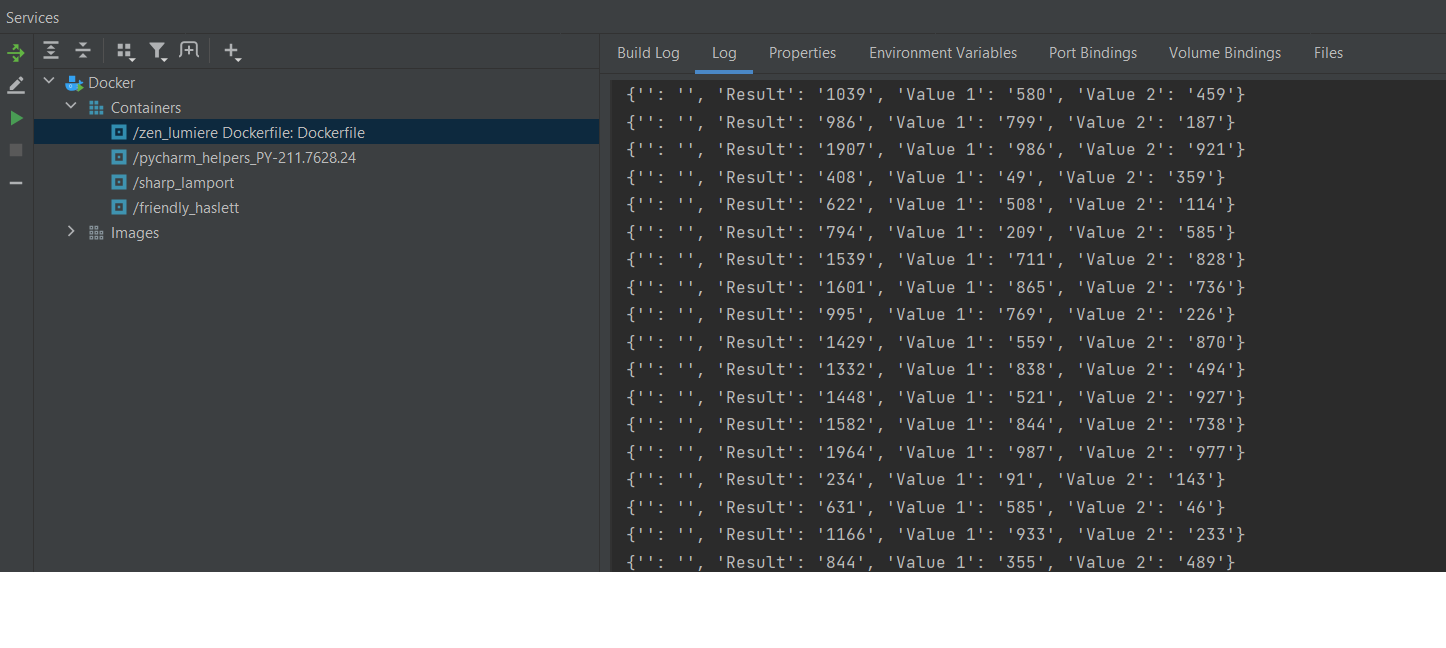 Services
Docker
Containers
/zen_lumiere Dockerfile: Dockerfile
/pycharm_helpers_PY-211.7628.24
/sharp_lamport
/friendly_haslett
Images
Build Log Log Properties Environment Variables Port Bindings Volume Bindings Files
{'': '', 'Result': '1039', 'Value 1': '580', 'Value 2': '459'}
{'': '', 'Result': '986', 'Value 1': '799', 'Value 2': '187'}
{'': '', 'Result': '1907', 'Value 1': '986', 'Value 2': '921'}
{'': '', 'Result': '408', 'Value 1': '49', 'Value 2': '359'}
{'': '', 'Result': '622', 'Value 1': '508', 'Value 2': '114'}
{'': '', 'Result': '794', 'Value 1': '209', 'Value 2': '585'}
{'': '', 'Result': '1539', 'Value 1': '711', 'Value 2': '828'}
{'': '', 'Result': '1601', 'Value 1': '865', 'Value 2': '736'}
{'': '', 'Result': '995', 'Value 1': '769', 'Value 2': '226'}
{'': '', 'Result': '1429', 'Value 1': '559', 'Value 2': '870'}
{'': '', 'Result': '1332', 'Value 1': '838', 'Value 2': '494'}
{'': '', 'Result': '1448', 'Value 1': '521', 'Value 2': '927'}
{'': '', 'Result': '1582', 'Value 1': '844', 'Value 2': '738'}
{'': '', 'Result': '1964', 'Value 1': '987', 'Value 2': '977'}
{'': '', 'Result': '234', 'Value 1': '91', 'Value 2': '143'}
{'': '', 'Result': '631', 'Value 1': '585', 'Value 2': '46'}
{'': '', 'Result': '1166', 'Value 1': '933', 'Value 2': '233'}
{'': '', 'Result': '844', 'Value 1': '355', 'Value 2': '489'}